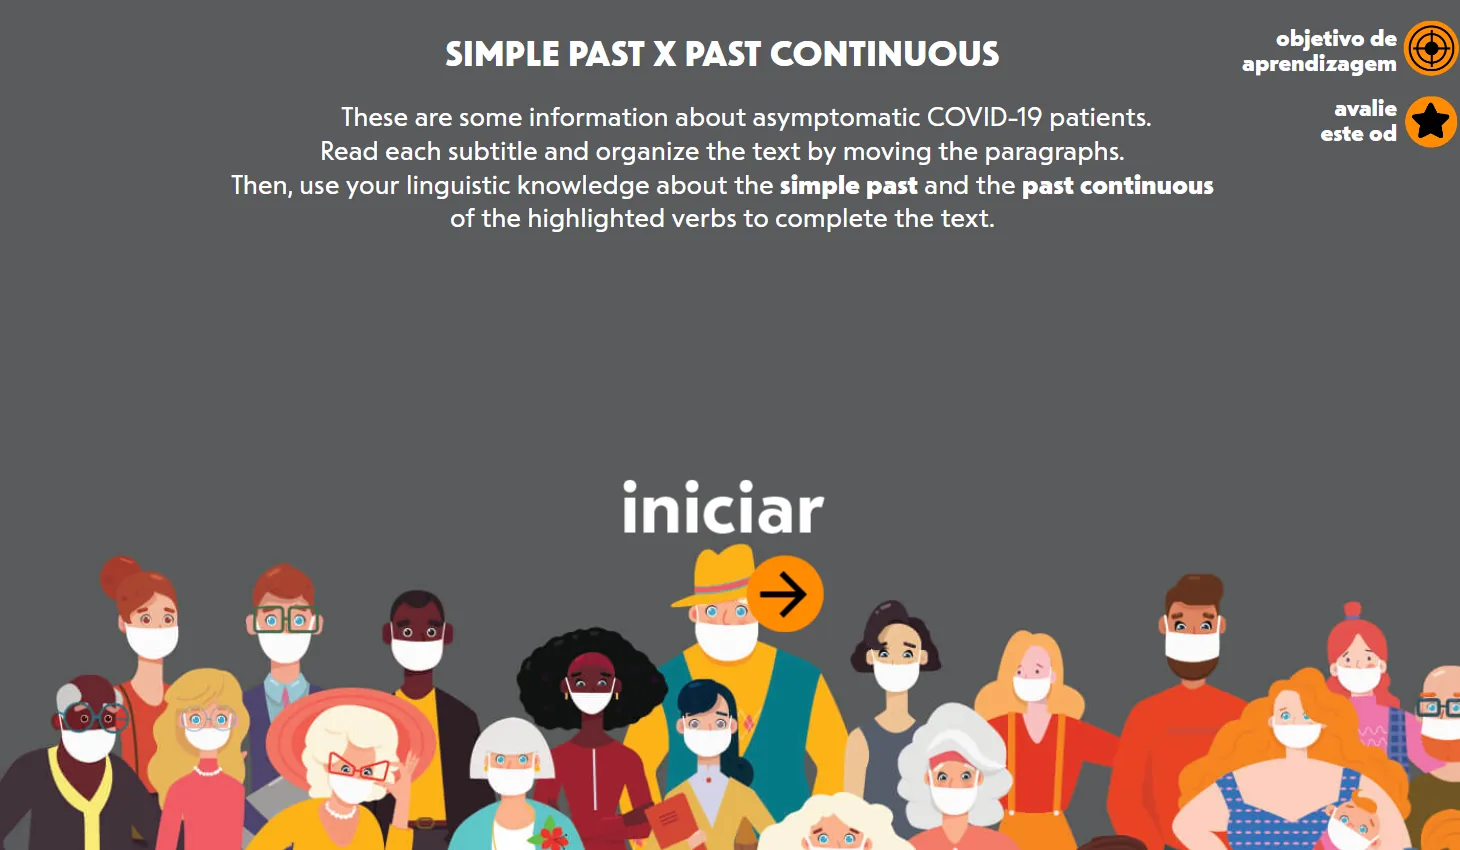 SIMPLE PAST X PAST CONTINUOUS
These are some information about asymptomatic COVID-19 patients.
Read each subtitle and organize the text by moving the paragraphs.
Then, use your linguistic knowledge about the simple past and the past continuous
of the highlighted verbs to complete the text.
objetivo de
aprendizagem
avalie
este od
iniciar